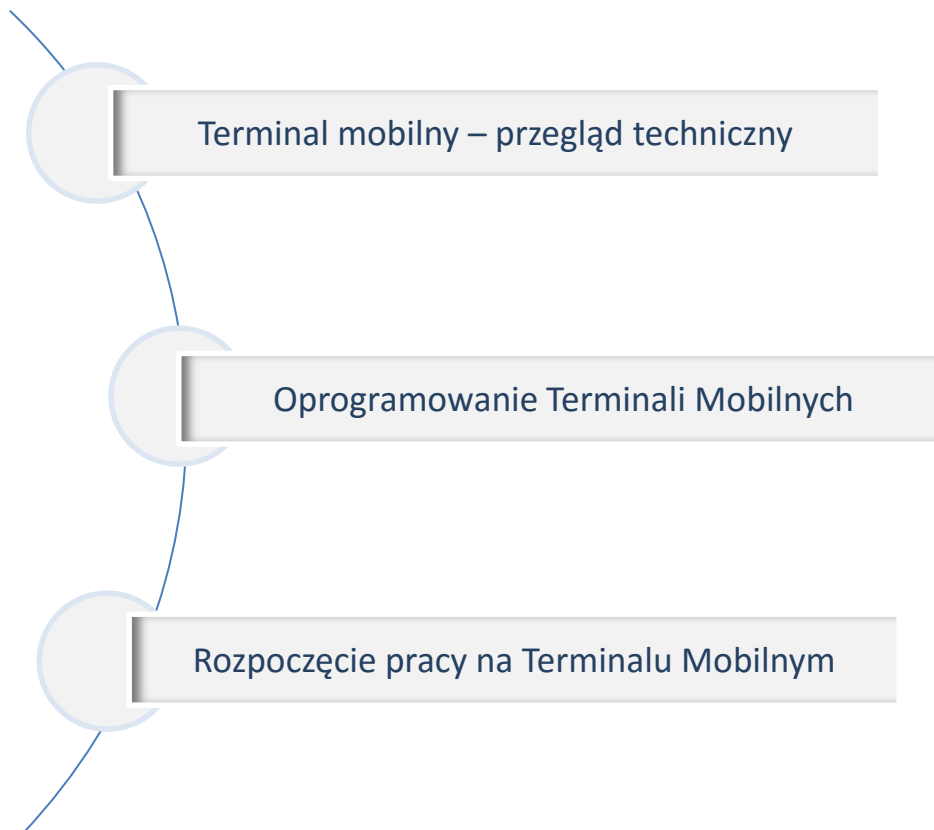 Terminal mobilny – przegląd techniczny
Oprogramowanie Terminali Mobilnych
Rozpoczęcie pracy na Terminalu Mobilnym